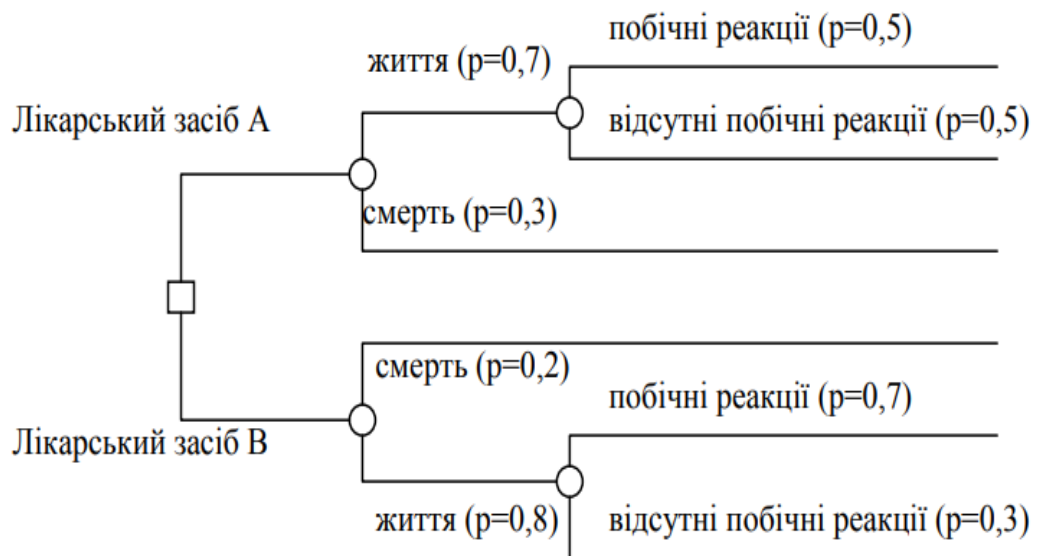 побічні реакції (p=0,5)
життя (p=0,7)
Лікарський засіб А
відсутні побічні реакції (p=0,5)
смерть (p=0,3)
смерть (p=0,2)
побічні реакції (p=0,7)
Лікарський засіб В
життя (p=0,8)
відсутні побічні реакції (p=0,3)